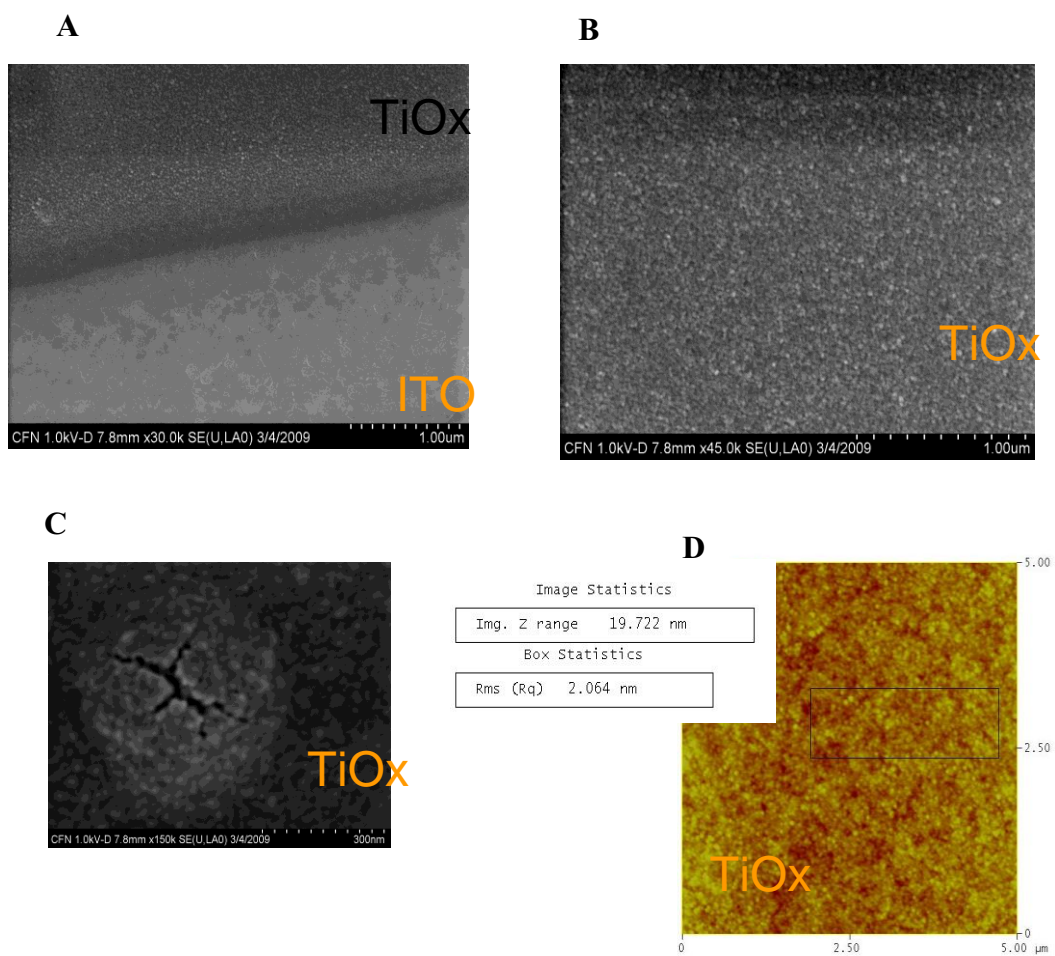 A
B
TiOx
ITO
CFN 1.0kV-D 7.8mm x30.0k SE(U,LA0) 3/4/2009
1.00um
TiOx
CFN 1.0kV-D 7.8mm x45.0k SE(U,LA0) 3/4/2009
1.00um
C
TiOx
CFN 1.0kV-D 7.8mm x150k SE(U,LA0) 3/4/2009
300nm
D
Image Statistics
Img. Z range 19.722 nm
Box Statistics
Rms (Rq) 2.064 nm
5.00
2.50
0
TiOx
0
2.50
5.00 µm